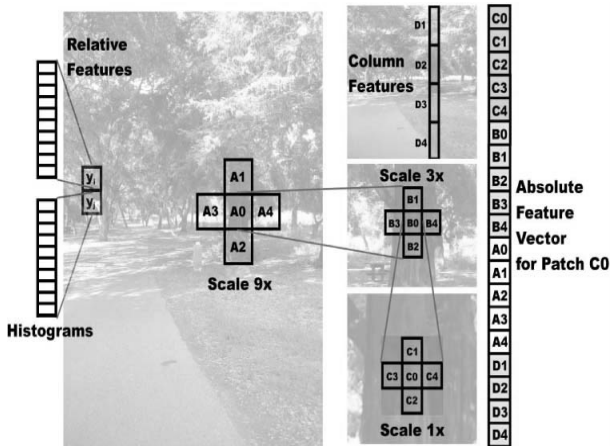 Relative
Features
yᵢ
yᵢ
Histograms
A1
A3 A0 A4
A2
Scale 9x
Column
Features
D1
D2
D3
D4
Scale 3x
B1
B3 B0 B4
B2
C1
C3 C0 C4
C2
Scale 1x
C0
C1
C2
C3
C4
B0
B1
B2
B3
B4
A0
A1
A2
A3
A4
D1
D2
D3
D4
Absolute
Feature
Vector
for Patch C0